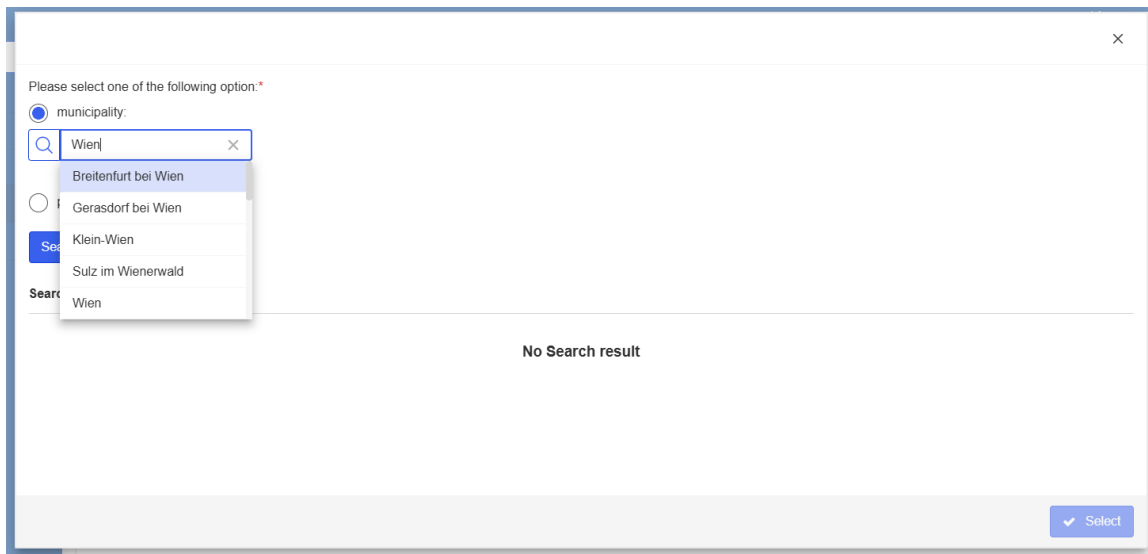 Please select one of the following option:*
municipality:
Wien
Breitenfurt bei Wien
Gerasdorf bei Wien
Klein-Wien
Sulz im Wienerwald
Wien
No Search result
Select